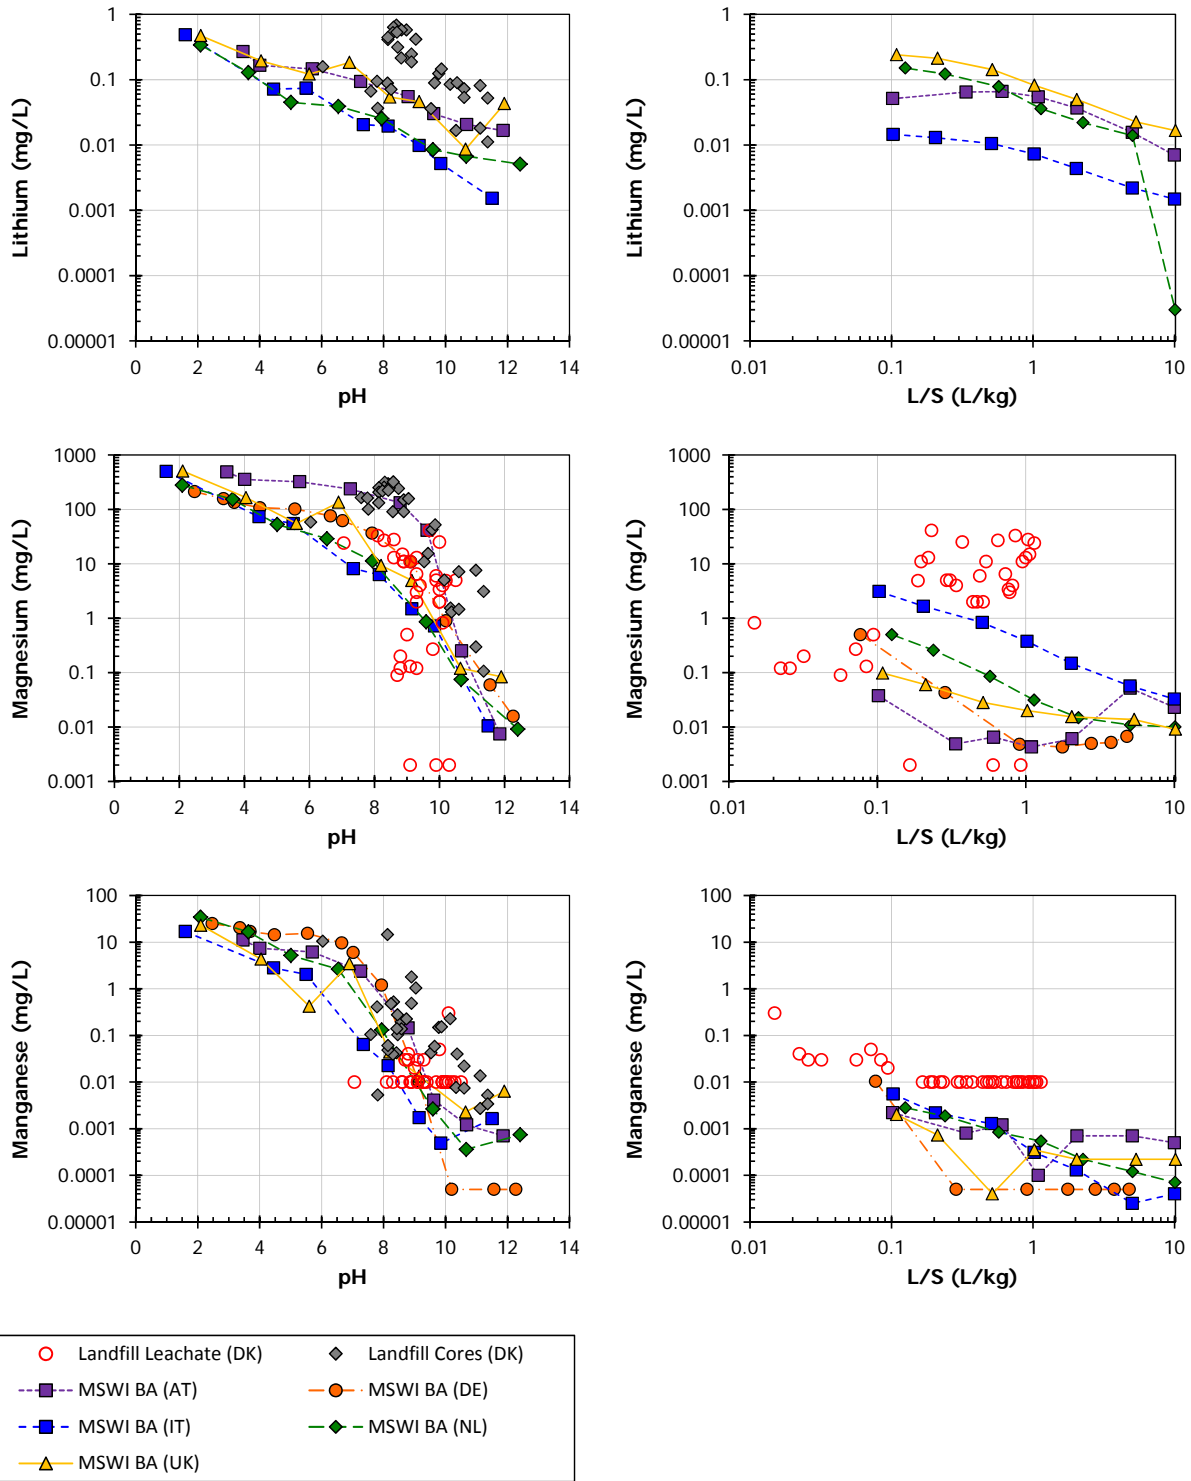 1
0.1
0.01
0.001
0.0001
0.00001
Lithium (mg/L)
0 2 4 6 8 10 12 14
pH
1
0.1
0.01
0.001
0.0001
0.00001
Lithium (mg/L)
0.01 0.1 1 10
L/S (L/kg)
1000
100
10
1
0.1
0.01
0.001
Magnesium (mg/L)
0 2 4 6 8 10 12 14
pH
1000
100
10
1
0.1
0.01
0.001
Magnesium (mg/L)
0.01 0.1 1 10
L/S (L/kg)
100
10
1
0.1
0.01
0.001
0.0001
0.00001
Manganese (mg/L)
0 2 4 6 8 10 12 14
pH
100
10
1
0.1
0.01
0.001
0.0001
0.00001
Manganese (mg/L)
0.01 0.1 1 10
L/S (L/kg)
Landfill Leachate (DK) Landfill Cores (DK)
MSWI BA (AT) MSWI BA (DE)
MSWI BA (IT) MSWI BA (NL)
MSWI BA (UK)